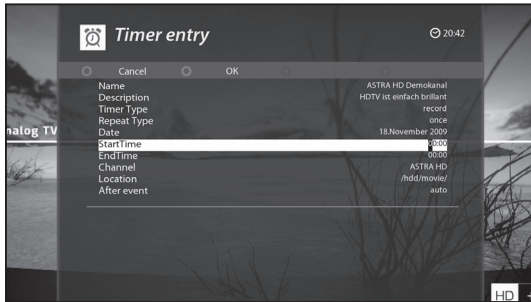 Timer entry
20:42
Cancel OK
Name ASTRA HD Demokanal
Description HDTV ist einfach brillant
Timer Type record
Repeat Type once
Date 18.November 2009
StartTime 00:00
EndTime 00:00
Channel ASTRA HD
Location /hdd/movie/
After event auto
nalog TV
HD